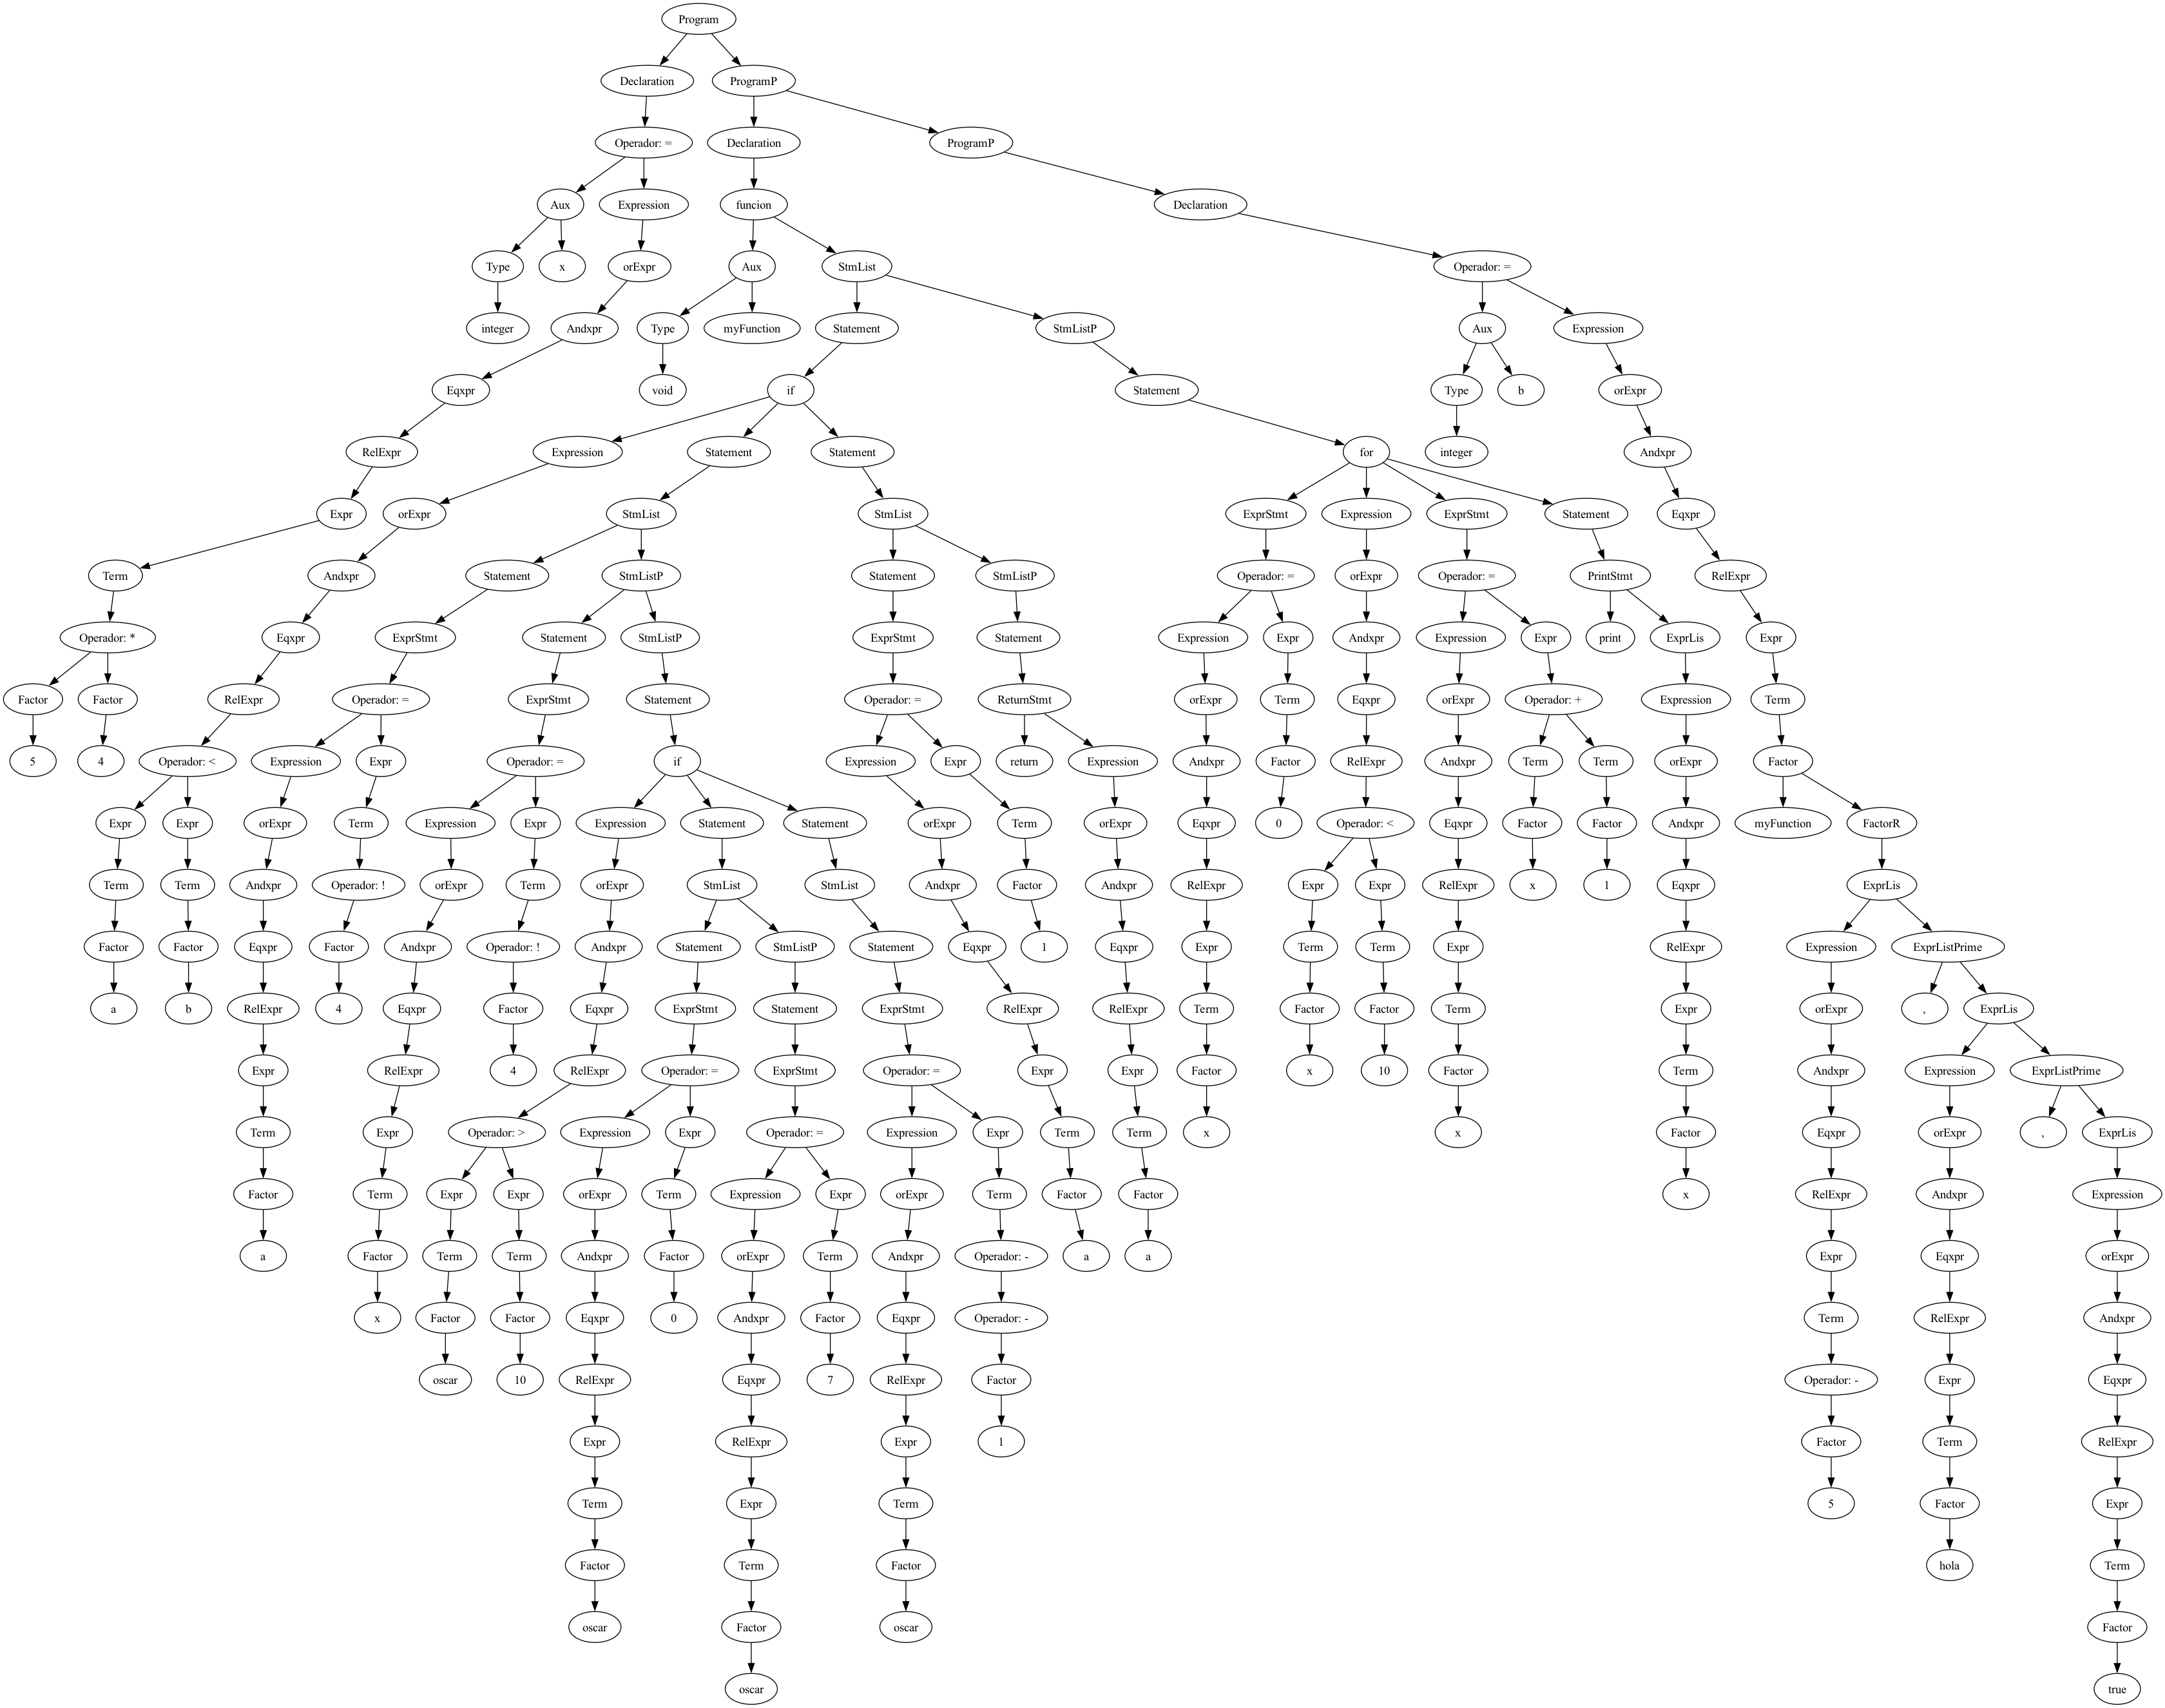 Program
Declaration ProgramP
Operador: = Declaration ProgramP
Aux Expression funcion Declaration
Type x orExpr Aux StmList Operador: =
integer Andxpr Type myFunction Statement StmListP Aux Expression
Eqxpr void if Statement Type b orExpr
RelExpr Expression Statement Statement for integer Andxpr
Expr orExpr StmList StmList ExprStmt Expression ExprStmt Statement Eqxpr
Term Andxpr Statement StmListP Statement StmListP Operador: = orExpr Operador: = PrintStmt RelExpr
Operador: * Eqxpr ExprStmt Statement StmListP ExprStmt Statement Expression Expr Andxpr Expression Expr print ExprLis Expr
Factor Factor RelExpr Operador: = ExprStmt Statement Operador: = ReturnStmt orExpr Term Eqxpr orExpr Operador: + Expression Term
5 4 Operador: < Expression Expr Operador: = if Expression Expr return Expression Andxpr Factor RelExpr Andxpr Term Term orExpr Factor
Expr Expr orExpr Term Expression Expr Expression Statement Statement orExpr Term orExpr Eqxpr 0 Operador: < Eqxpr Factor Factor Andxpr myFunction FactorR
Term Term Andxpr Operador: ! orExpr Term orExpr StmList StmList Andxpr Factor Andxpr RelExpr Expr Expr RelExpr x 1 Eqxpr ExprLis
Factor Factor Eqxpr Factor Andxpr Operador: ! Andxpr Statement StmListP Statement Eqxpr 1 Eqxpr Expr Term Term Expr RelExpr Expression ExprListPrime
a b RelExpr 4 Eqxpr Factor Eqxpr ExprStmt Statement ExprStmt RelExpr RelExpr Term Factor Factor Term Expr orExpr , ExprLis
Expr RelExpr 4 RelExpr Operador: = ExprStmt Operador: = Expr Expr Factor x 10 Factor Term Andxpr Expression ExprListPrime
Term Expr Operador: > Expression Expr Operador: = Expression Expr Term Term x x Factor Eqxpr orExpr , ExprLis
Factor Term Expr Expr orExpr Term Expression Expr orExpr Term Factor Factor x RelExpr Andxpr Expression
a Factor Term Term Andxpr Factor orExpr Term Andxpr Operador: - a a Expr Eqxpr orExpr
x Factor Factor Eqxpr 0 Andxpr Factor Eqxpr Operador: - Term RelExpr Andxpr
oscar 10 RelExpr Eqxpr 7 RelExpr Factor Operador: - Expr Eqxpr
Expr RelExpr Expr 1 Factor Term RelExpr
Term Expr Term 5 Factor Expr
Factor Term Factor hola Term
oscar Factor oscar Factor
oscar true